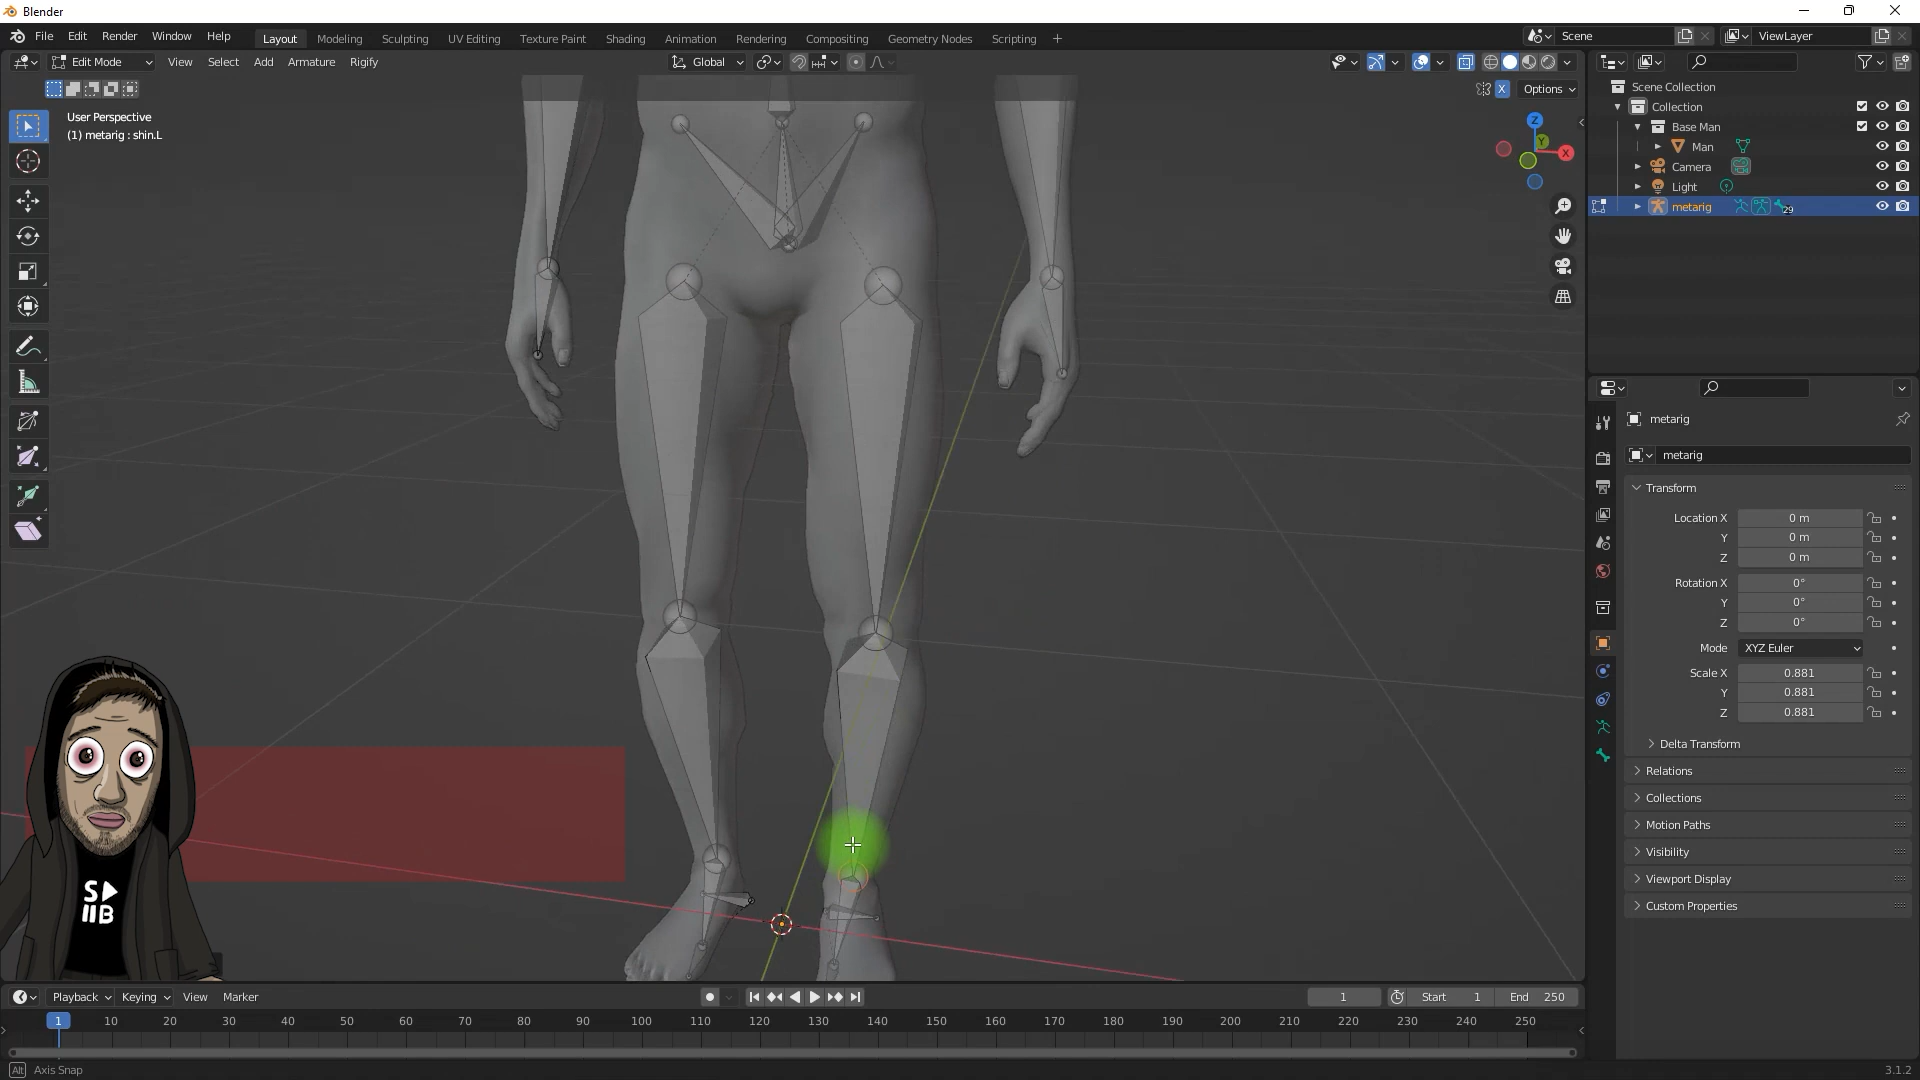 Blender
File Edit Render Window Help Layout Modeling Sculpting UV Editing Texture Paint Shading Animation Rendering Compositing Geometry Nodes Scripting + Scene ViewLayer
Edit Mode View Select Add Armature Rigify Global
X Options
User Perspective
(1) metarig : shin.L
Z
Y
X
Scene Collection
Collection
Base Man
Man
Camera
Light
metarig 29
metarig
metarig
Transform
Location X 0 m
Y 0 m
Z 0 m
Rotation X 0°
Y 0°
Z 0°
Mode XYZ Euler
Scale X 0.881
Y 0.881
Z 0.881
Delta Transform
Relations
Collections
Motion Paths
Visibility
Viewport Display
Custom Properties
Playback Keying View Marker 1 Start 1 End 250
1 10 20 30 40 50 60 70 80 90 100 110 120 130 140 150 160 170 180 190 200 210 220 230 240 250
Alt Axis Snap 3.1.2